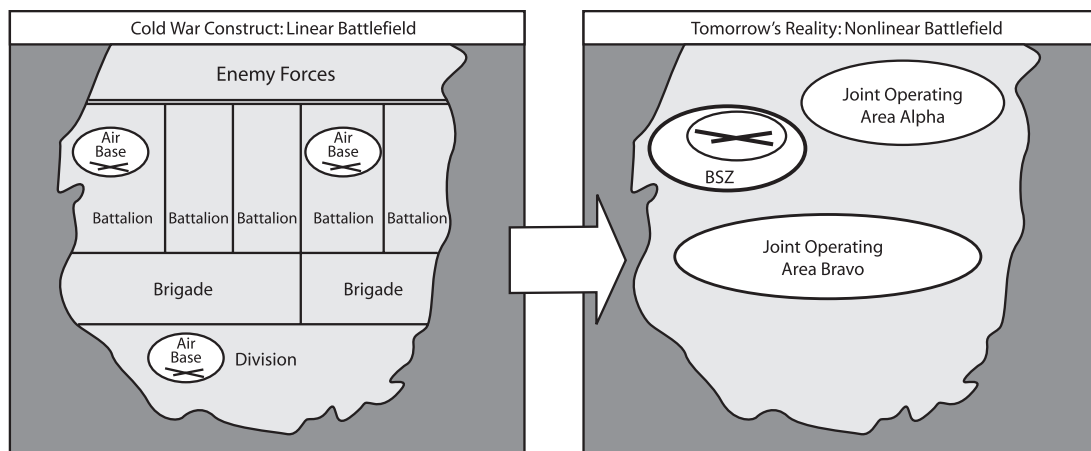 Cold War Construct: Linear Battlefield
Enemy Forces
Air
Base
Air
Base
Battalion
Battalion
Battalion
Battalion
Battalion
Brigade
Brigade
Air
Base
Division
Tomorrow's Reality: Nonlinear Battlefield
Joint Operating
Area Alpha
BSZ
Joint Operating
Area Bravo